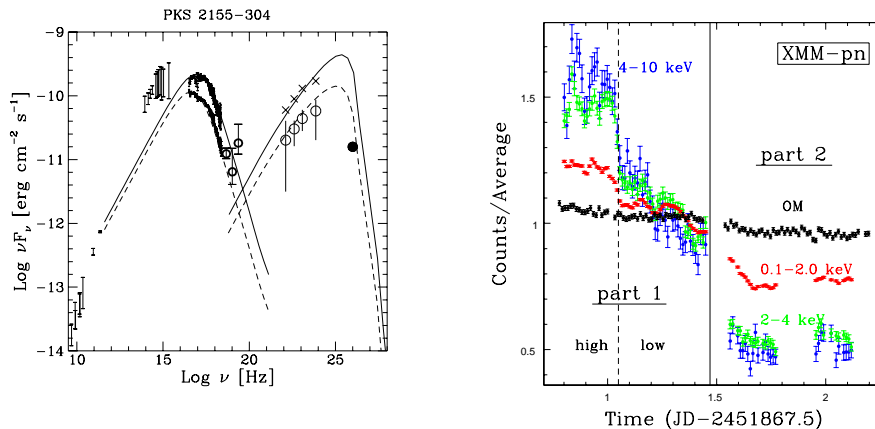 PKS 2155-304
Log νFν [erg cm⁻² s⁻¹]
-9
-10
-11
-12
-13
-14
10
15
20
25
Log ν [Hz]
XMM-pn
4-10 keV
part 2
OM
0.1-2.0 keV
part 1
2-4 keV
high
low
Counts/Average
1.5
1
0.5
1
1.5
2
Time (JD-2451867.5)